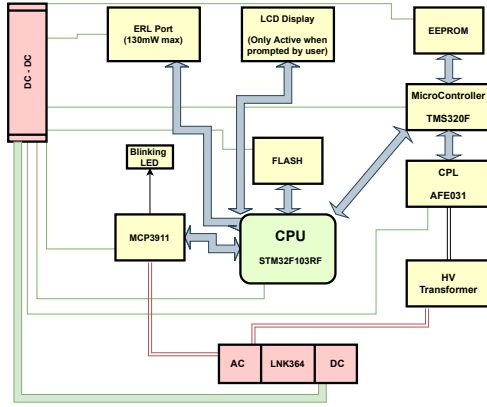 DC - DC
ERL Port
(130mW max)
LCD Display
(Only Active when
prompted by user)
EEPROM
MicroController
TMS320F
Blinking
LED
FLASH
CPL
AFE031
MCP3911
CPU
STM32F103RF
HV
Transformer
AC
LNK364
DC